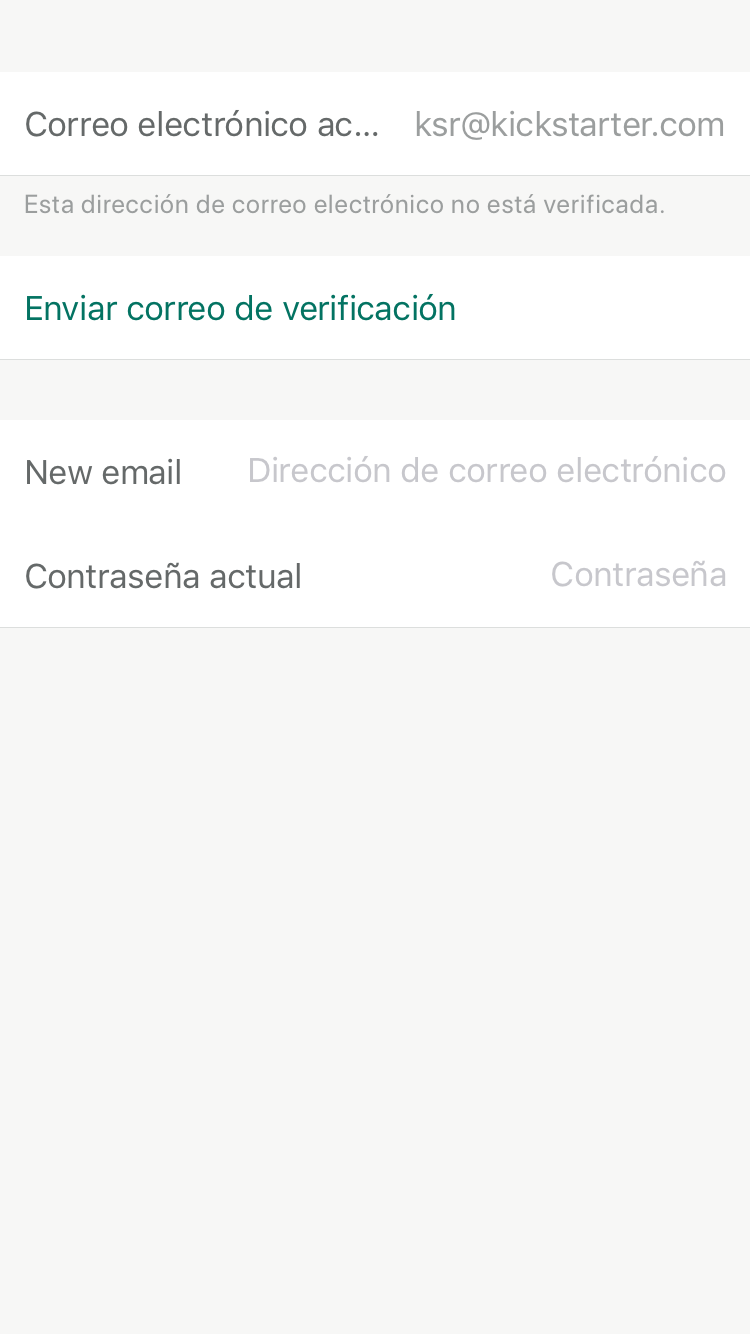 Correo electrónico ac... ksr@kickstarter.com
Esta dirección de correo electrónico no está verificada.
Enviar correo de verificación
New email Dirección de correo electrónico
Contraseña actual Contraseña